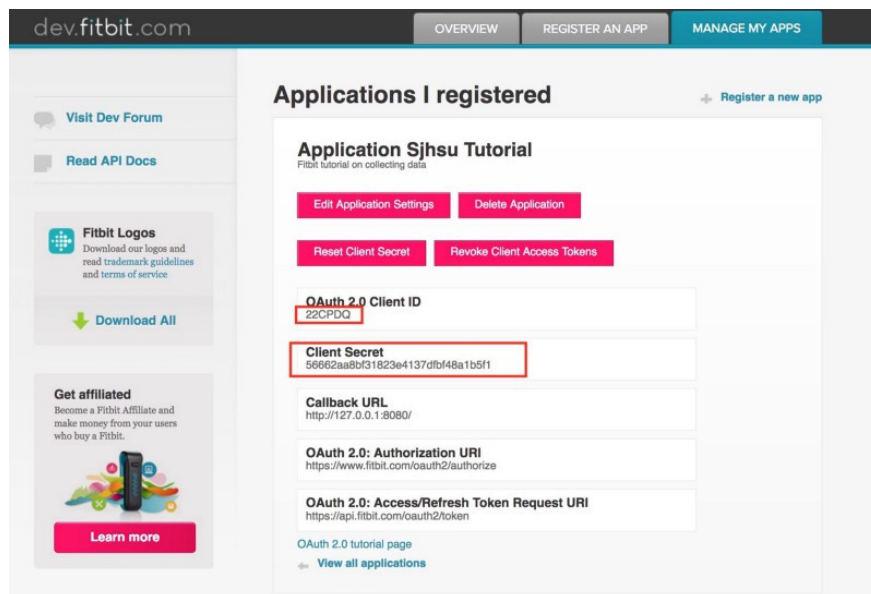 dev.fitbit.com
OVERVIEW
REGISTER AN APP
MANAGE MY APPS
Visit Dev Forum
Read API Docs
Fitbit Logos
Download our logos and
read trademark guidelines
and terms of service
Download All
Get affiliated
Become a Fitbit Affiliate and
make money from your users
who buy a Fitbit.
Learn more
Applications I registered
Register a new app
Application Sjhsu Tutorial
Fitbit tutorial on collecting data
Edit Application Settings
Delete Application
Reset Client Secret
Revoke Client Access Tokens
OAuth 2.0 Client ID
22CPDQ
Client Secret
56662aa8bf31823e4137dfbf48a1b5f1
Callback URL
http://127.0.0.1:8080/
OAuth 2.0: Authorization URI
https://www.fitbit.com/oauth2/authorize
OAuth 2.0: Access/Refresh Token Request URI
https://api.fitbit.com/oauth2/token
OAuth 2.0 tutorial page
View all applications